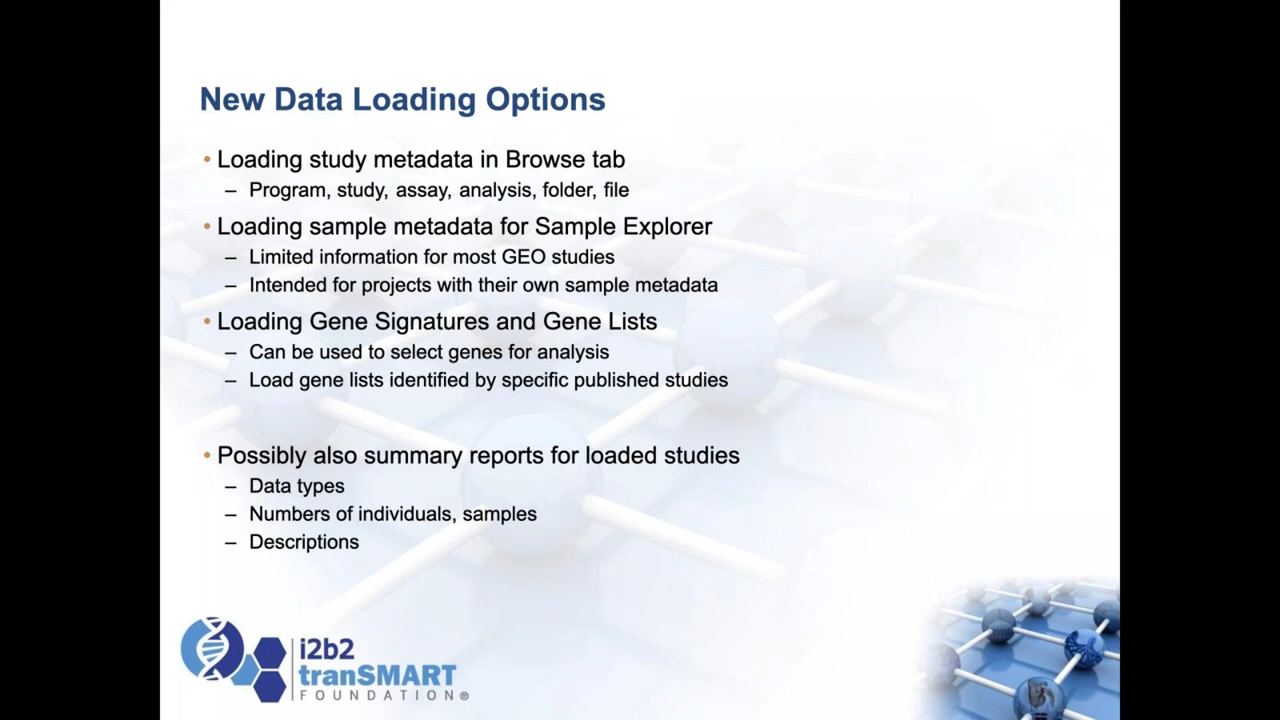 New Data Loading Options
• Loading study metadata in Browse tab
– Program, study, assay, analysis, folder, file
• Loading sample metadata for Sample Explorer
– Limited information for most GEO studies
– Intended for projects with their own sample metadata
• Loading Gene Signatures and Gene Lists
– Can be used to select genes for analysis
– Load gene lists identified by specific published studies
• Possibly also summary reports for loaded studies
– Data types
– Numbers of individuals, samples
– Descriptions
i2b2
tranSMART
FOUNDATION®